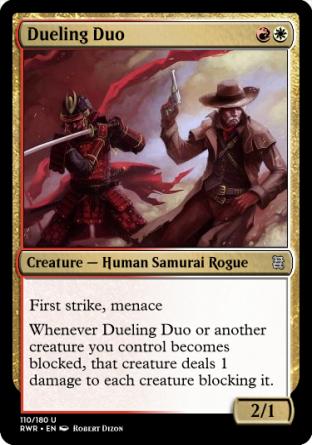 Dueling Duo
Creature — Human Samurai Rogue
First strike, menace
Whenever Dueling Duo or another
creature you control becomes
blocked, that creature deals 1
damage to each creature blocking it.
2/1
110/180 U
RWR • EN Robert Dizon